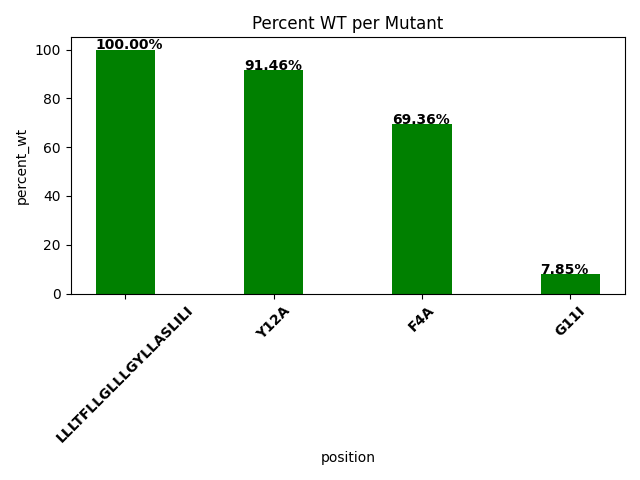 Percent WT per Mutant
percent_wt
100
80
60
40
20
0
100.00%
91.46%
69.36%
7.85%
LLLTFLLGLLLGYLLASLILI
Y12A
F4A
G11I
position